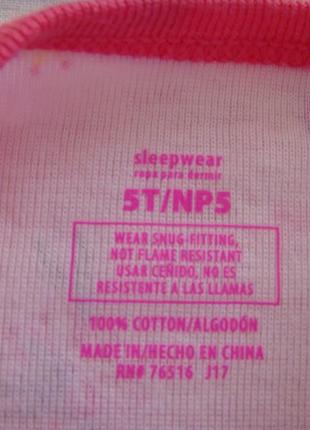 sleepwear
ropa para dormir
5T/NP5
WEAR SNUG-FITTING,
NOT FLAME RESISTANT
USAR CEÑIDO, NO ES
RESISTENTE A LAS LLAMAS
100% COTTON/ALGODÓN
MADE IN/HECHO EN CHINA
RN# 76516 J17